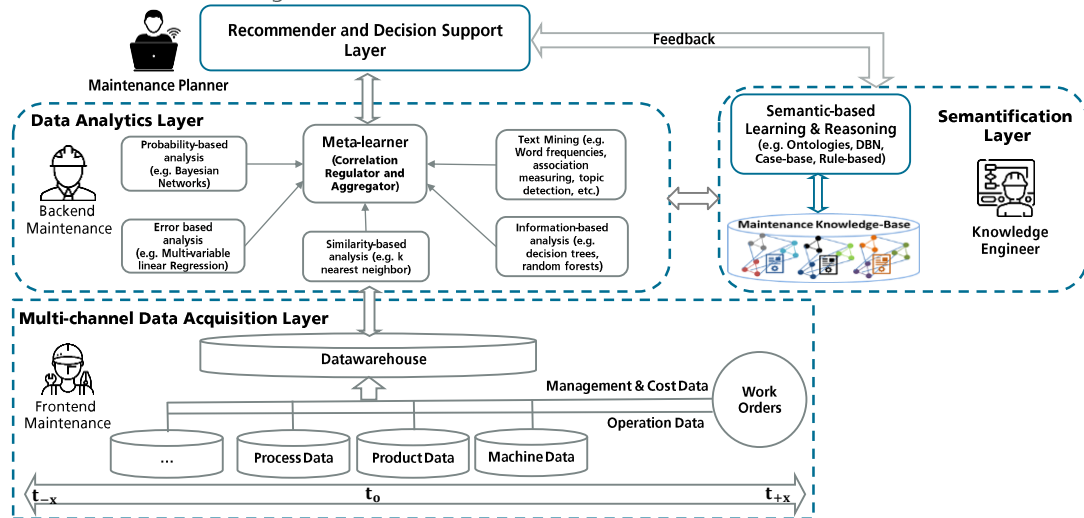 Recommender and Decision Support
Layer
Feedback
Maintenance Planner
Data Analytics Layer
Probability-based
analysis
(e.g. Bayesian
Networks)
Meta-learner
(Correlation
Regulator and
Aggregator)
Text Mining (e.g.
Word frequencies,
association
measuring, topic
detection, etc.)
Backend
Maintenance
Error based
analysis
(e.g. Multi-variable
linear Regression)
Similarity-based
analysis (e.g. k
nearest neighbor)
Information-based
analysis (e.g.
decision trees,
random forests)
Semantic-based
Learning & Reasoning
(e.g. Ontologies, DBN,
Case-base, Rule-based)
Semantification
Layer
Maintenance Knowledge-Base
Knowledge
Engineer
Multi-channel Data Acquisition Layer
Datawarehouse
Frontend
Maintenance
Management & Cost Data
Operation Data
Work
Orders
...
Process Data
Product Data
Machine Data
t-x
to
t+x